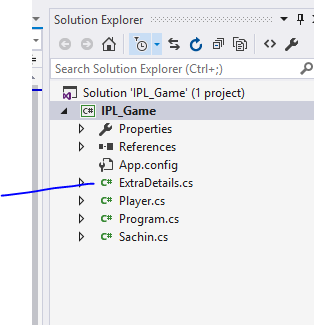 Solution Explorer
Search Solution Explorer (Ctrl+;)
Solution 'IPL_Game' (1 project)
C# IPL_Game
Properties
References
App.config
C# ExtraDetails.cs
C# Player.cs
C# Program.cs
C# Sachin.cs